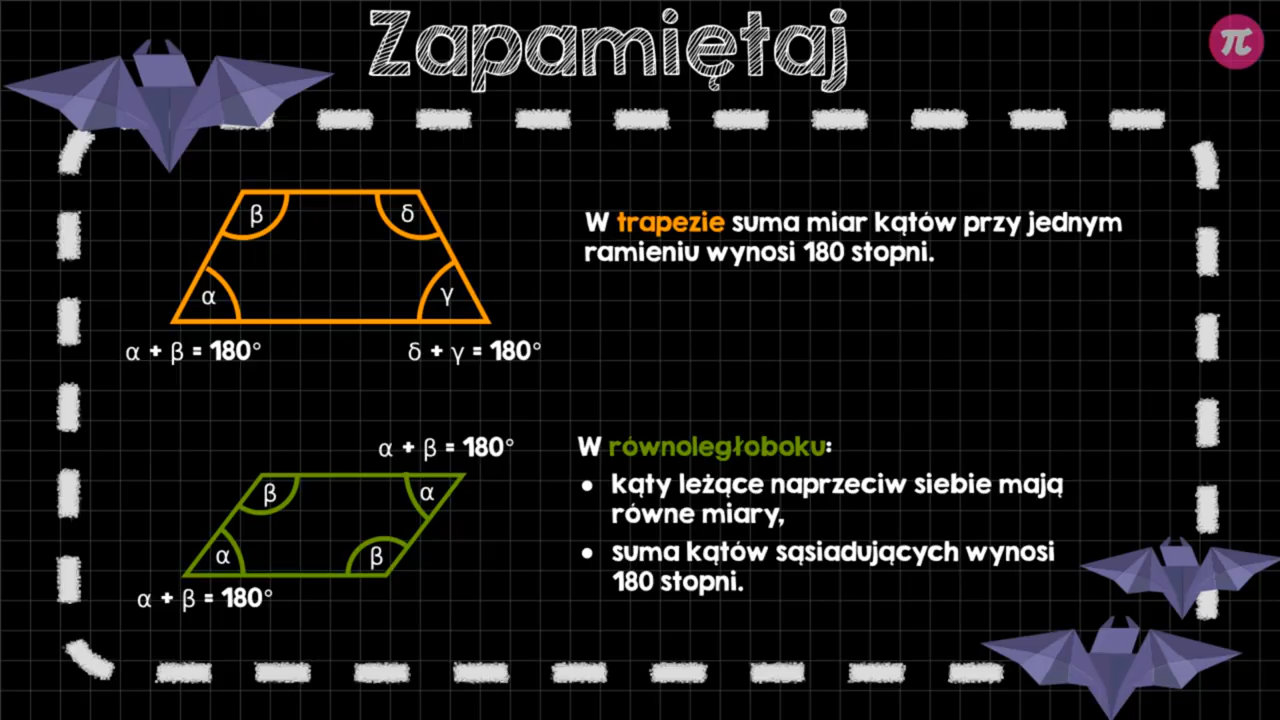 Zapamiętaj
π
β
δ
α
γ
α + β = 180°
δ + γ = 180°
W trapezie suma miar kątów przy jednym
ramieniu wynosi 180 stopni.
α + β = 180°
β
α
α
β
α + β = 180°
W równoległoboku:
• kąty leżące naprzeciw siebie mają
równe miary,
• suma kątów sąsiadujących wynosi
180 stopni.